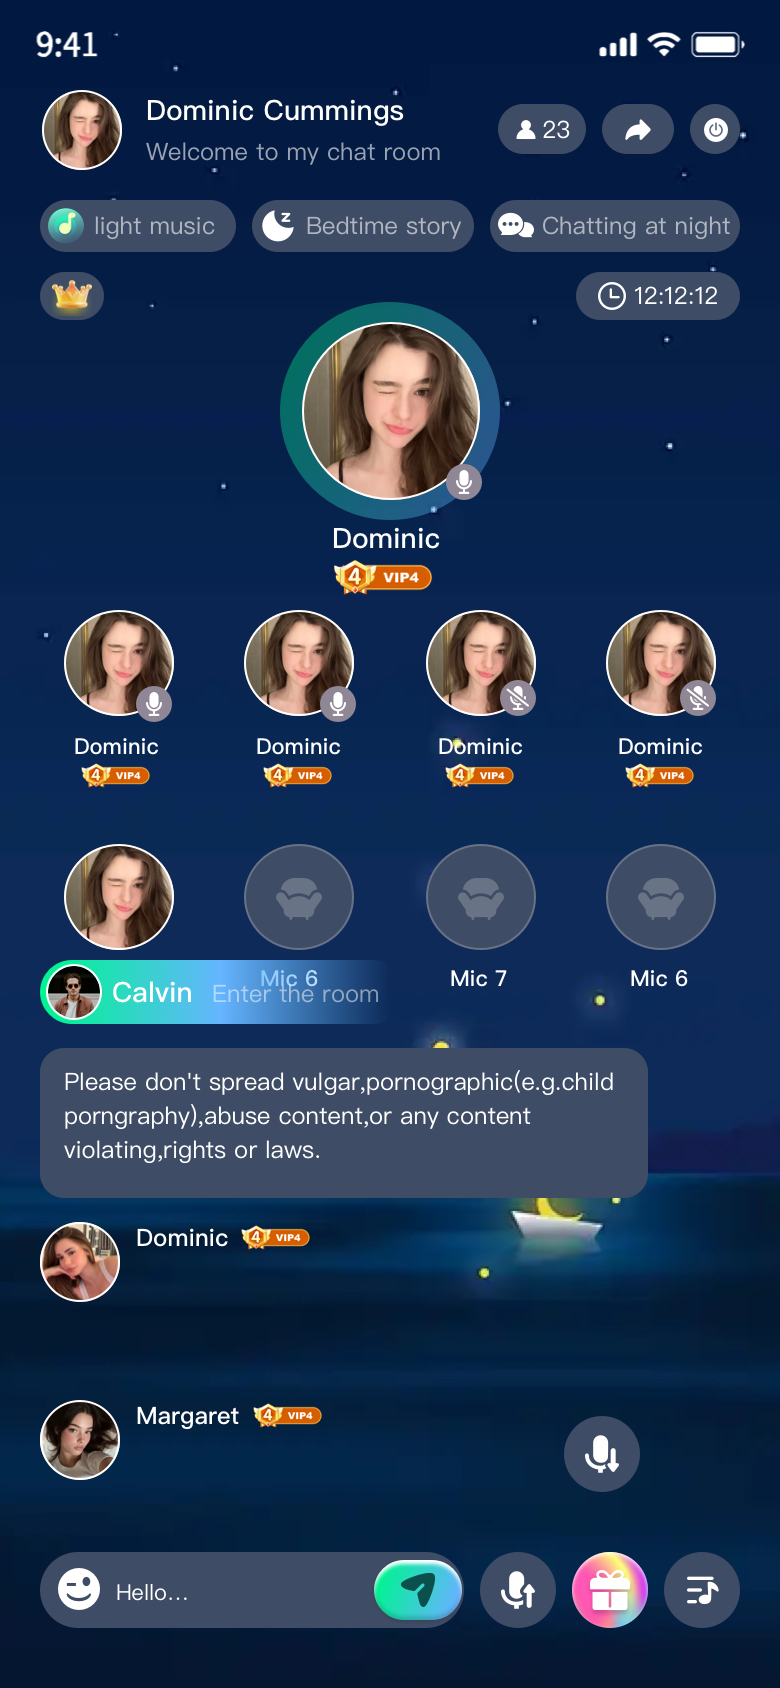 9:41
Dominic Cummings
Welcome to my chat room
23
light music
Bedtime story
Chatting at night
12:12:12
Dominic
4 VIP4
Dominic
Dominic
Dominic
Dominic
4 VIP4
4 VIP4
4 VIP4
4 VIP4
Mic 6
Mic 7
Mic 6
Calvin Enter the room
Please don't spread vulgar,pornographic(e.g.child
porngraphy),abuse content,or any content
violating,rights or laws.
Dominic 4 VIP4
Margaret 4 VIP4
Hello...